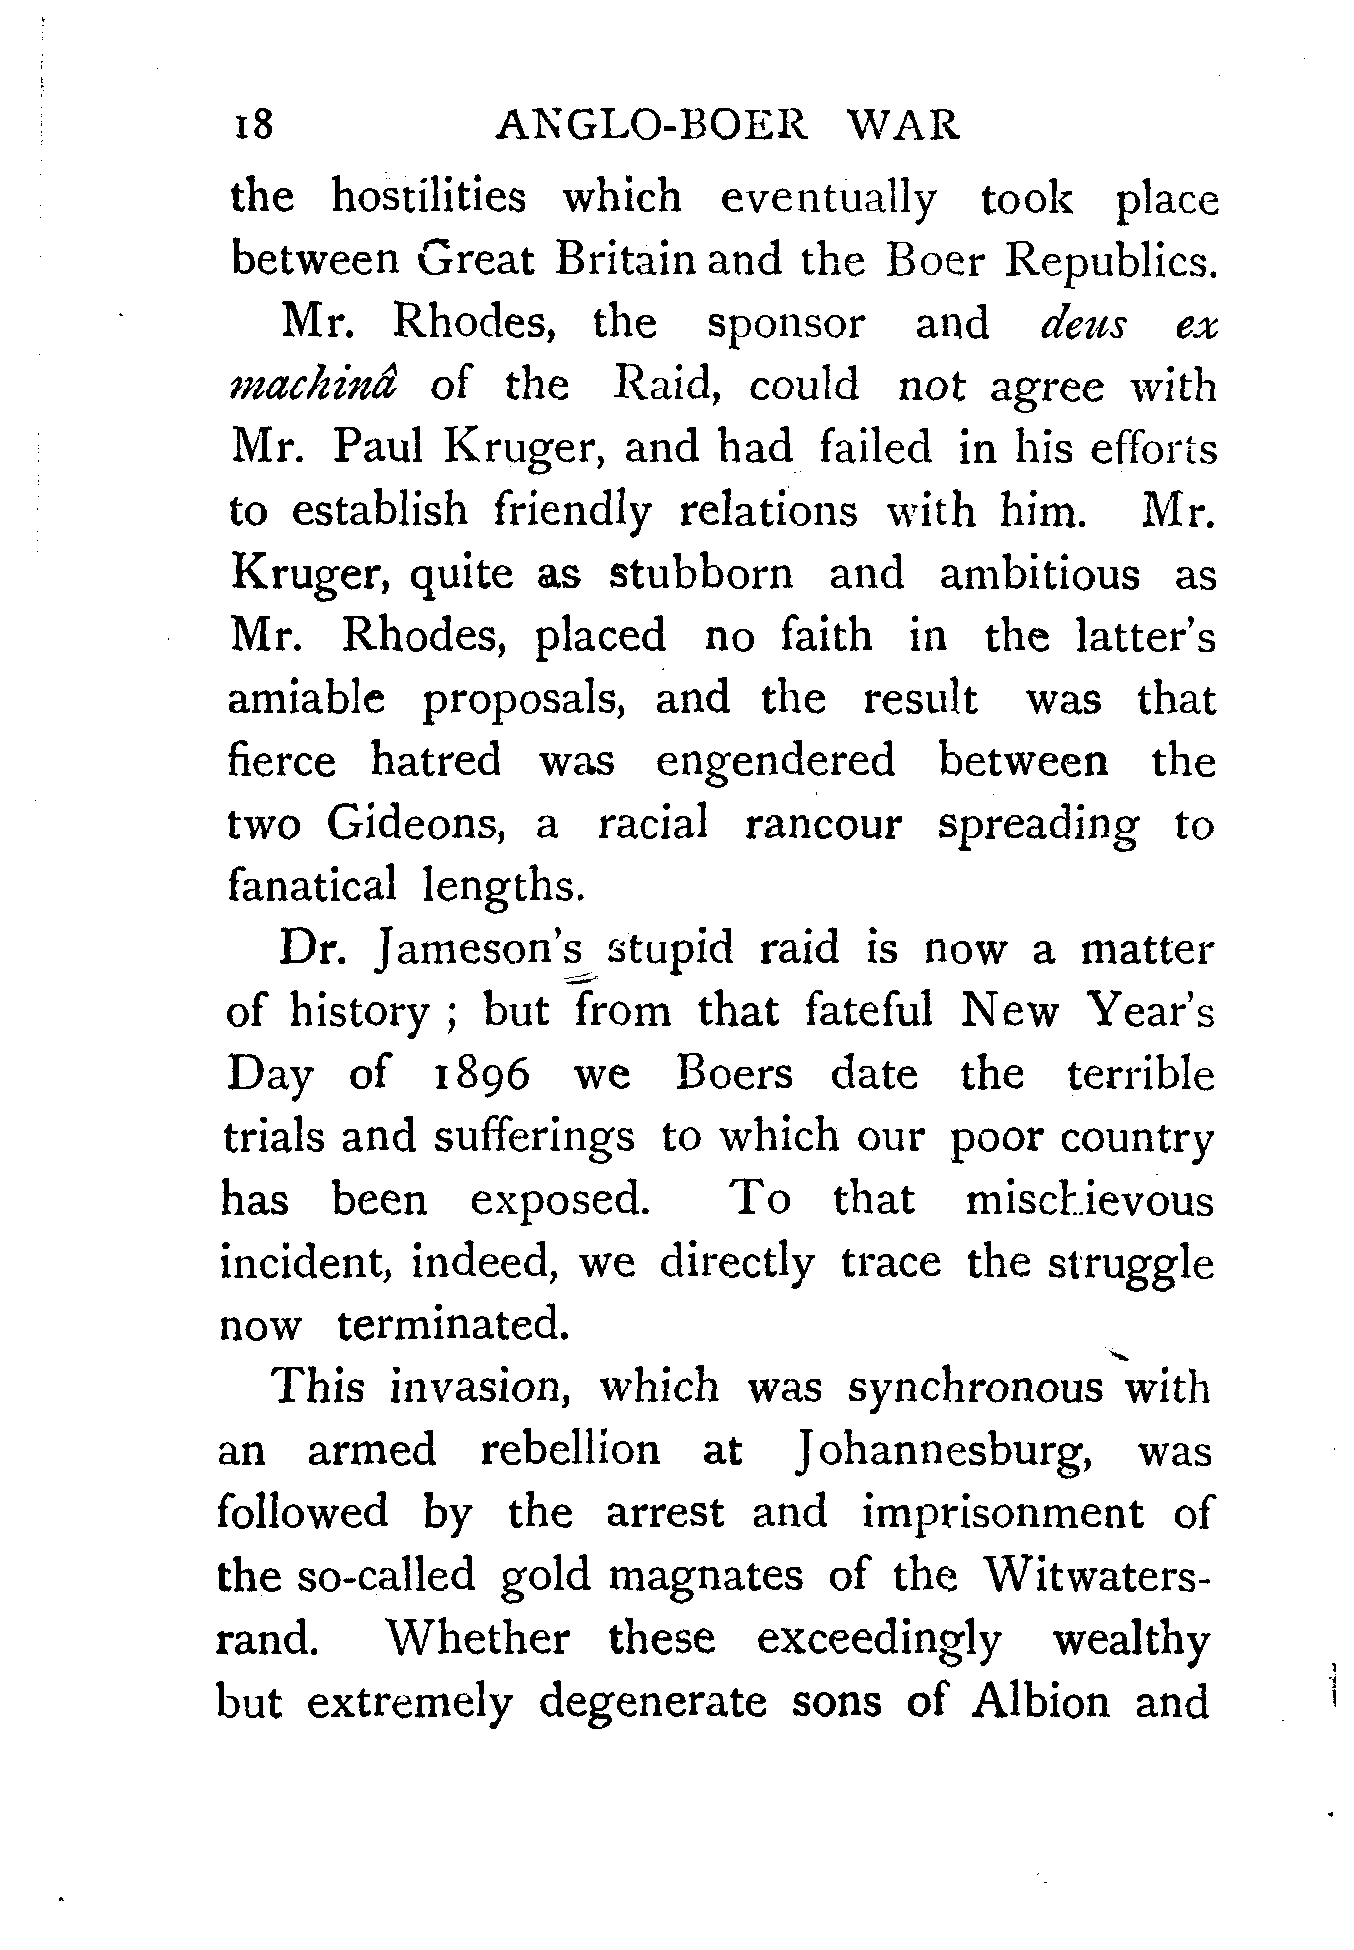 18 ANGLO-BOER WAR
the hostilities which eventually took place
between Great Britain and the Boer Republics.
Mr. Rhodes, the sponsor and deus ex
machinâ of the Raid, could not agree with
Mr. Paul Kruger, and had failed in his efforts
to establish friendly relations with him. Mr.
Kruger, quite as stubborn and ambitious as
Mr. Rhodes, placed no faith in the latter's
amiable proposals, and the result was that
fierce hatred was engendered between the
two Gideons, a racial rancour spreading to
fanatical lengths.
Dr. Jameson's stupid raid is now a matter
of history ; but from that fateful New Year's
Day of 1896 we Boers date the terrible
trials and sufferings to which our poor country
has been exposed. To that mischievous
incident, indeed, we directly trace the struggle
now terminated.
This invasion, which was synchronous with
an armed rebellion at Johannesburg, was
followed by the arrest and imprisonment of
the so-called gold magnates of the Witwaters-
rand. Whether these exceedingly wealthy
but extremely degenerate sons of Albion and